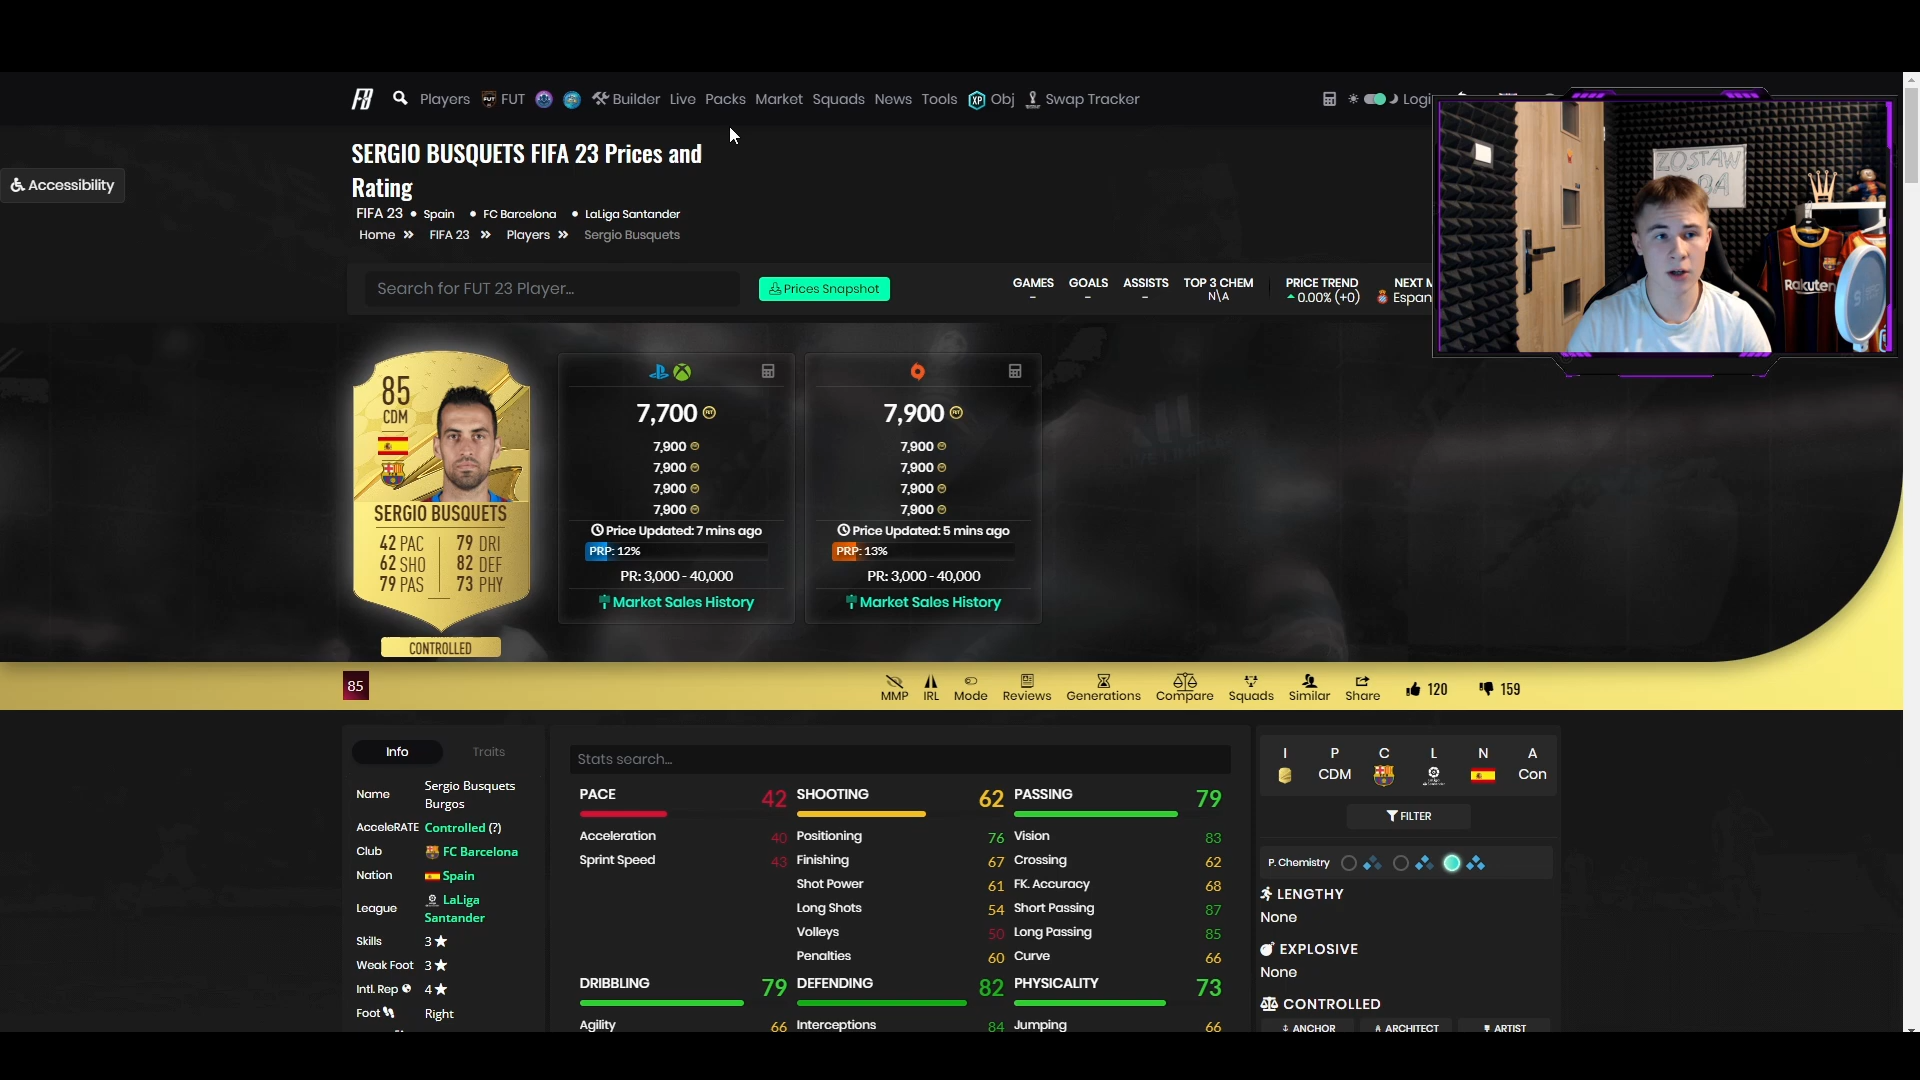 FB Players FUT Builder Live Packs Market Squads News Tools XP Obj Swap Tracker Logi
SERGIO BUSQUETS FIFA 23 Prices and
Rating
Accessibility
FIFA 23 • Spain • FC Barcelona • LaLiga Santander
Home » FIFA 23 » Players » Sergio Busquets
Search for FUT 23 Player...
Prices Snapshot
GAMES GOALS ASSISTS TOP 3 CHEM PRICE TREND NEXT M
- - - N\A 0.00% (+0) Espan
ZOSTAW
Rakuten
85
CDM
SERGIO BUSQUETS
42 PAC 79 DRI
62 SHO 82 DEF
79 PAS 73 PHY
CONTROLLED
7,700
7,900
7,900
7,900
7,900
Price Updated: 7 mins ago
PRP: 12%
PR: 3,000 - 40,000
Market Sales History
7,900
7,900
7,900
7,900
7,900
Price Updated: 5 mins ago
PRP: 13%
PR: 3,000 - 40,000
Market Sales History
85
MMP IRL Mode Reviews Generations Compare Squads Similar Share 120 159
Info Traits
Name Sergio Busquets
Burgos
AcceleRATE Controlled (?)
Club FC Barcelona
Nation Spain
League LaLiga
Santander
Skills 3
Weak Foot 3
Intl. Rep 4
Foot Right
Stats search...
PACE 42
Acceleration 40
Sprint Speed 43
SHOOTING 62
Positioning 76
Finishing 67
Shot Power 61
Long Shots 54
Volleys 50
Penalties 60
PASSING 79
Vision 83
Crossing 62
FK. Accuracy 68
Short Passing 87
Long Passing 85
Curve 66
DRIBBLING 79
Agility 66
DEFENDING 82
Interceptions 84
PHYSICALITY 73
Jumping 66
I P C L N A
CDM Con
FILTER
P. Chemistry
LENGTHY
None
EXPLOSIVE
None
CONTROLLED
ANCHOR ARCHITECT ARTIST